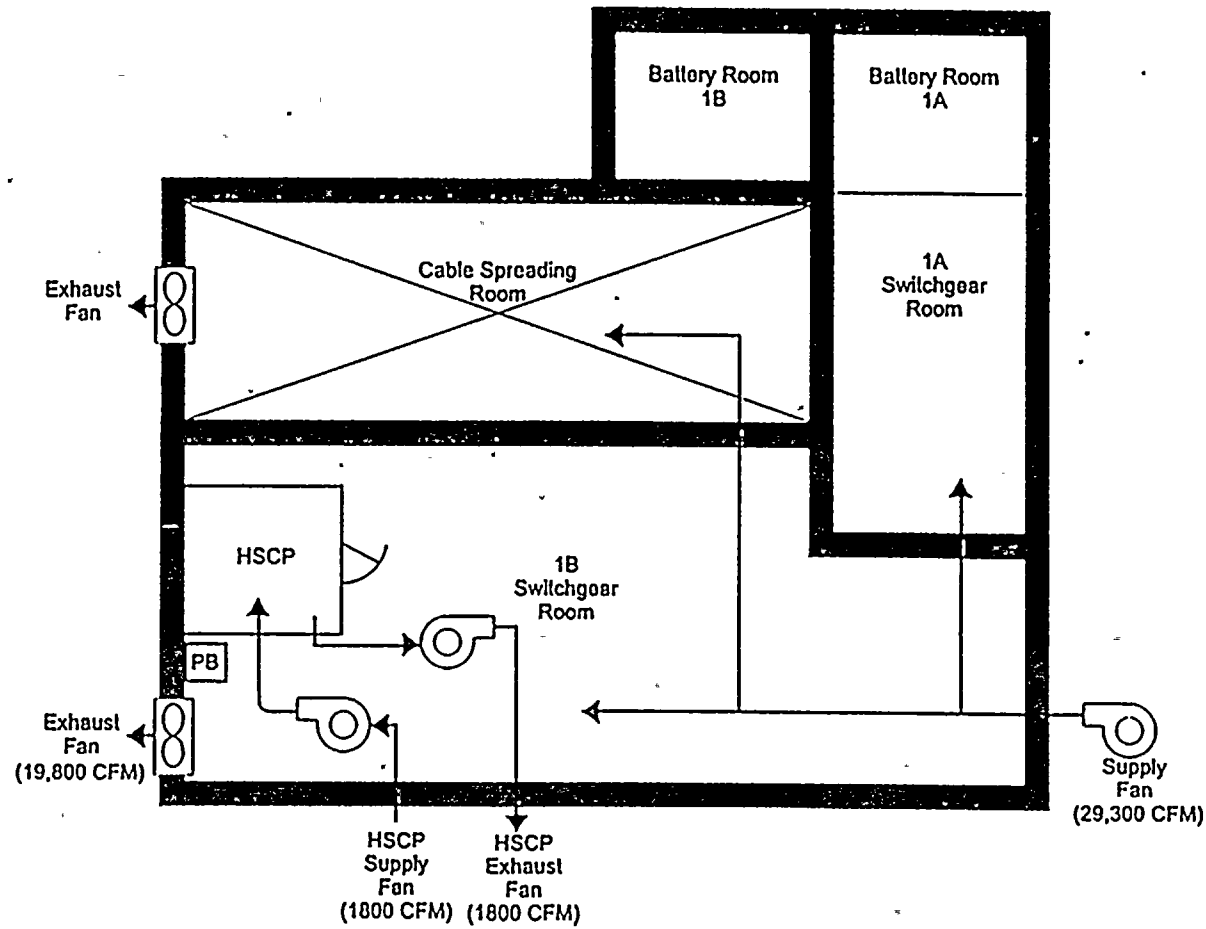 Battery Room
1B
Battery Room
1A
Exhaust
Fan
Cable Spreading
Room
1A
Switchgear
Room
HSCP
1B
Switchgear
Room
PB
Exhaust
Fan
(19,800 CFM)
Supply
Fan
(29,300 CFM)
HSCP
Supply
Fan
(1800 CFM)
HSCP
Exhaust
Fan
(1800 CFM)